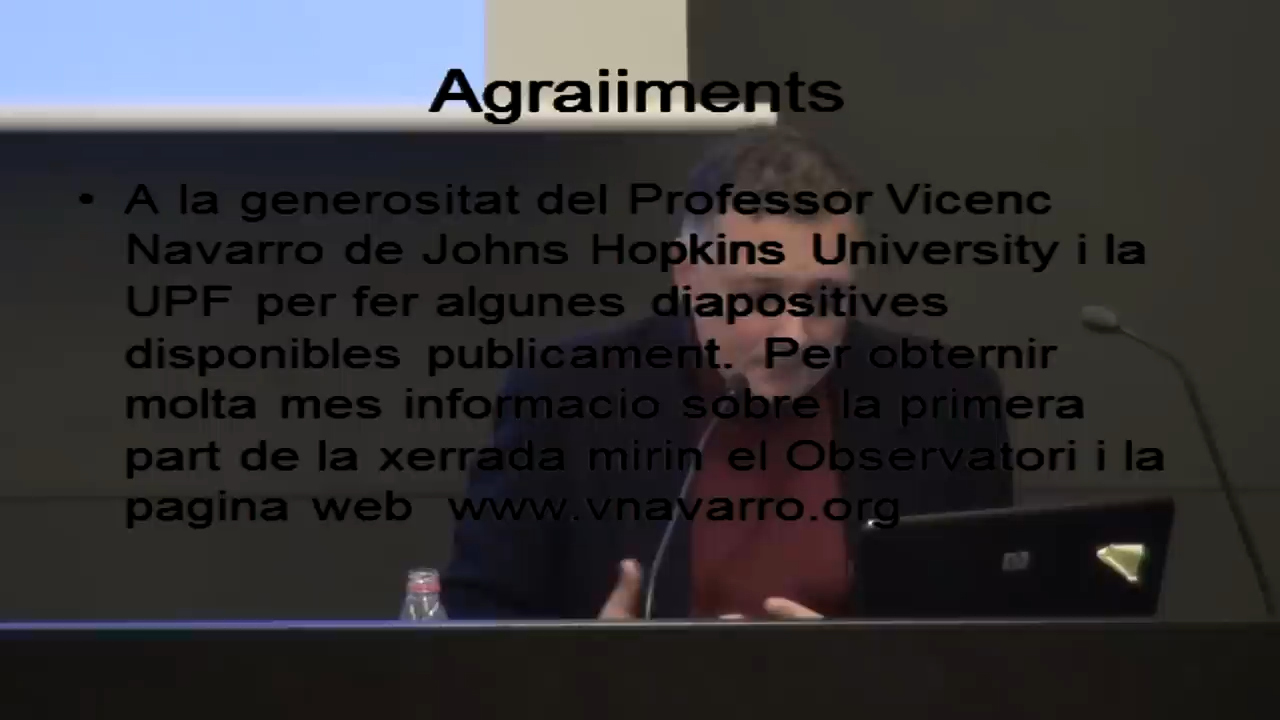 Agraiiments
• A la generositat del Professor Vicenc
Navarro de Johns Hopkins University i la
UPF per fer algunes diapositives
disponibles publicament. Per obternir
molta mes informacio sobre la primera
part de la xerrada mirin el Observatori i la
pagina web www.vnavarro.org
hp